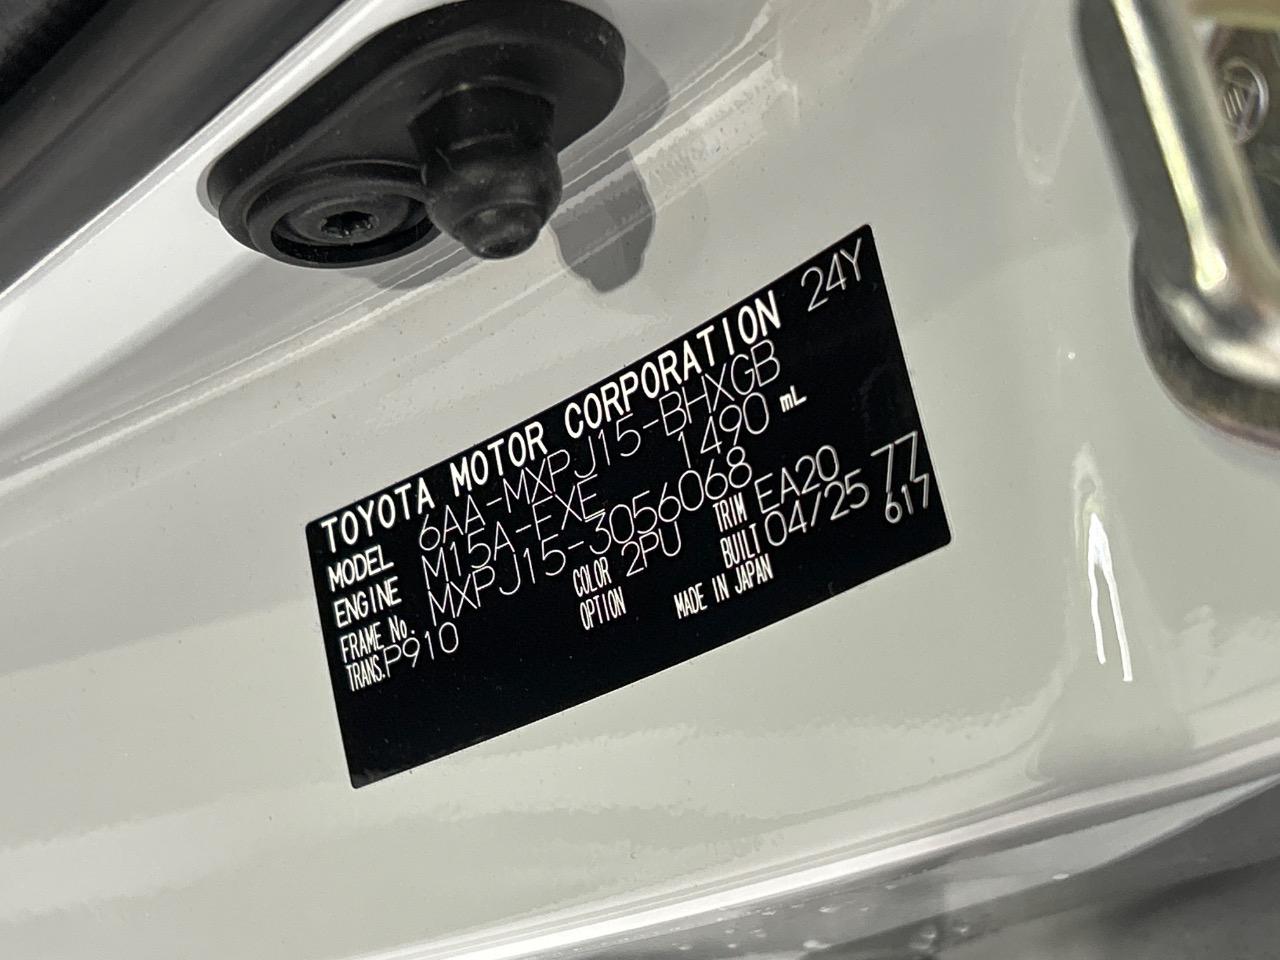 TOYOTA MOTOR CORPORATION 24Y
MODEL 6AA-MXPJ15-BHXGB
ENGINE M15A-FXE 1490 mL
FRAME No. MXPJ15-3056068
TRANS. P910 COLOR 2PU TRIM EA20 77
OPTION BUILT 04/25 617
MADE IN JAPAN